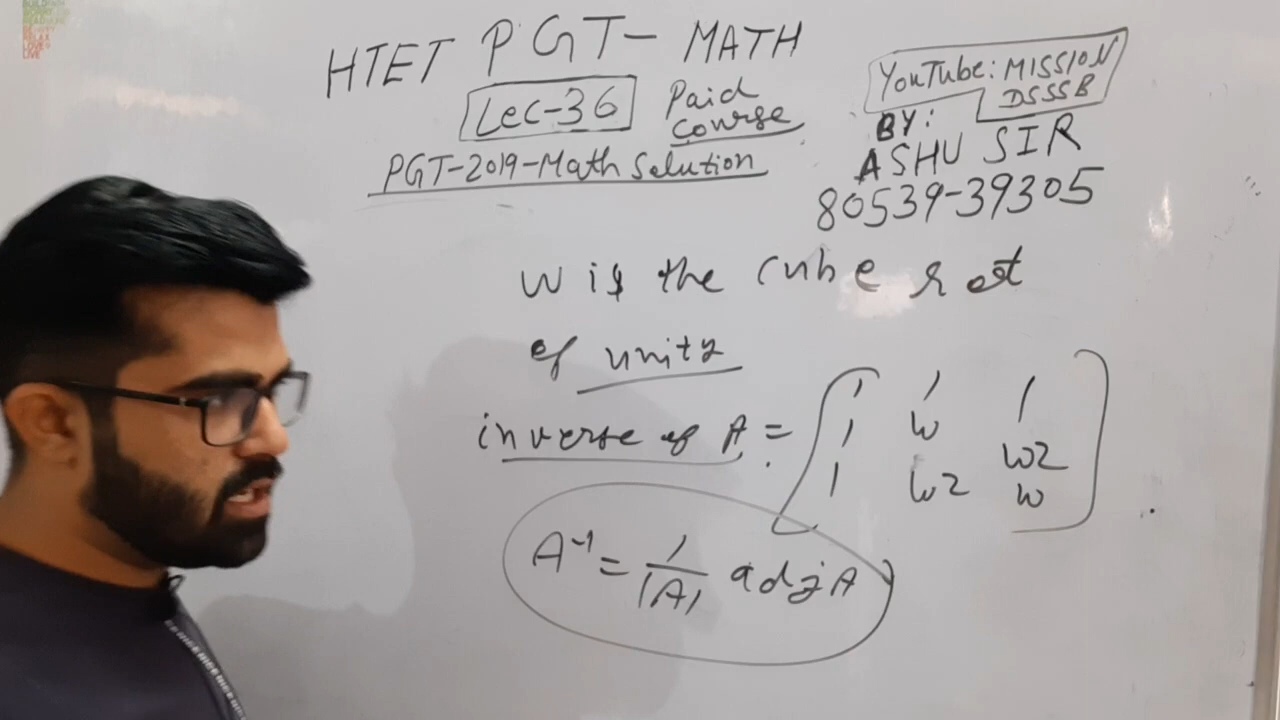 HTET PGT- MATH
Lec-36 Paid Course
PGT-2019-Math Solution
YouTube: MISSION DSSSB
BY:
ASHU SIR
80539-39305
w is the cube root
of unity
inverse of A = [ 1 1 1
1 w w2
1 w2 w ]
A⁻¹ = 1/|A| adj A